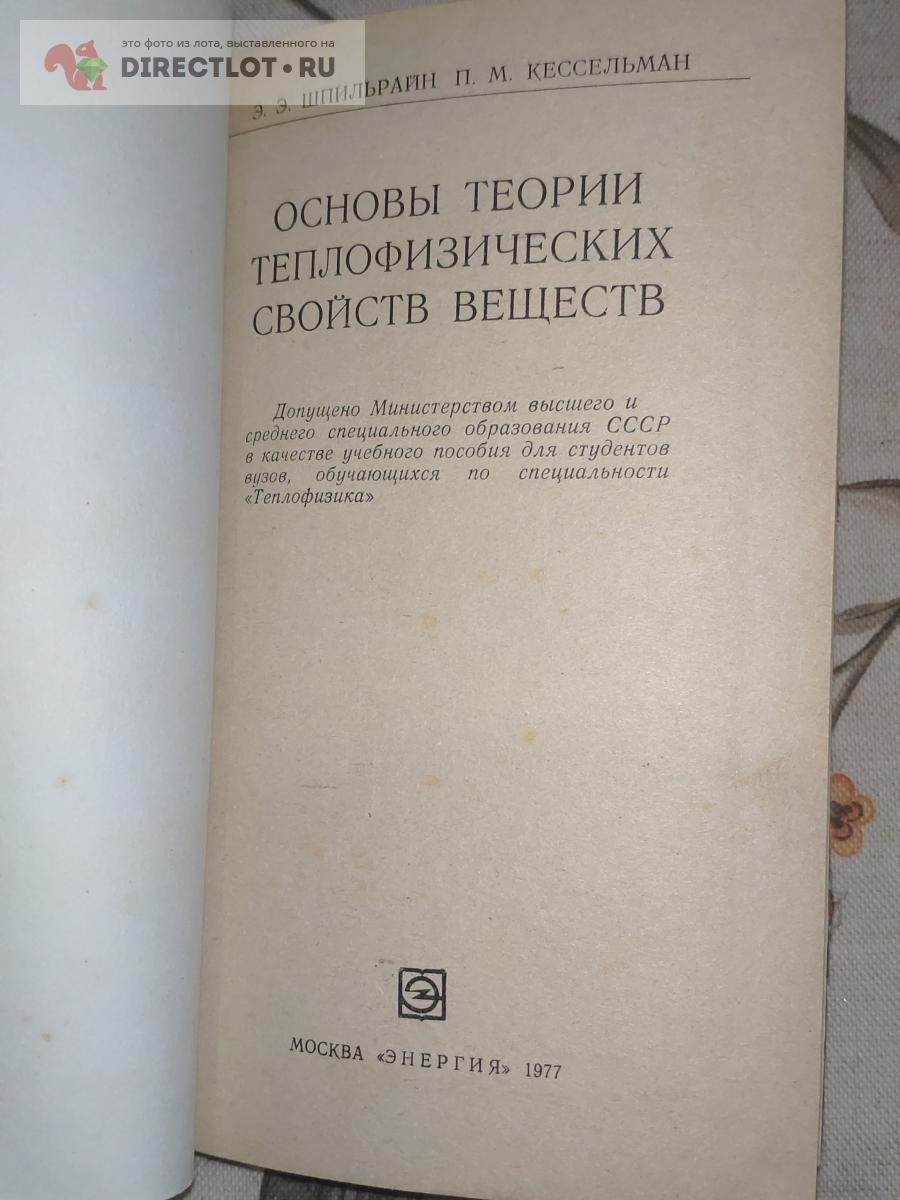 это фото из лота, выставленного на
DIRECTLOT.RU
Э. Э. ШПИЛЬРАЙН П. М. КЕССЕЛЬМАН
ОСНОВЫ ТЕОРИИ
ТЕПЛОФИЗИЧЕСКИХ
СВОЙСТВ ВЕЩЕСТВ
Допущено Министерством высшего и
среднего специального образования СССР
в качестве учебного пособия для студентов
вузов, обучающихся по специальности
«Теплофизика»
МОСКВА «ЭНЕРГИЯ» 1977